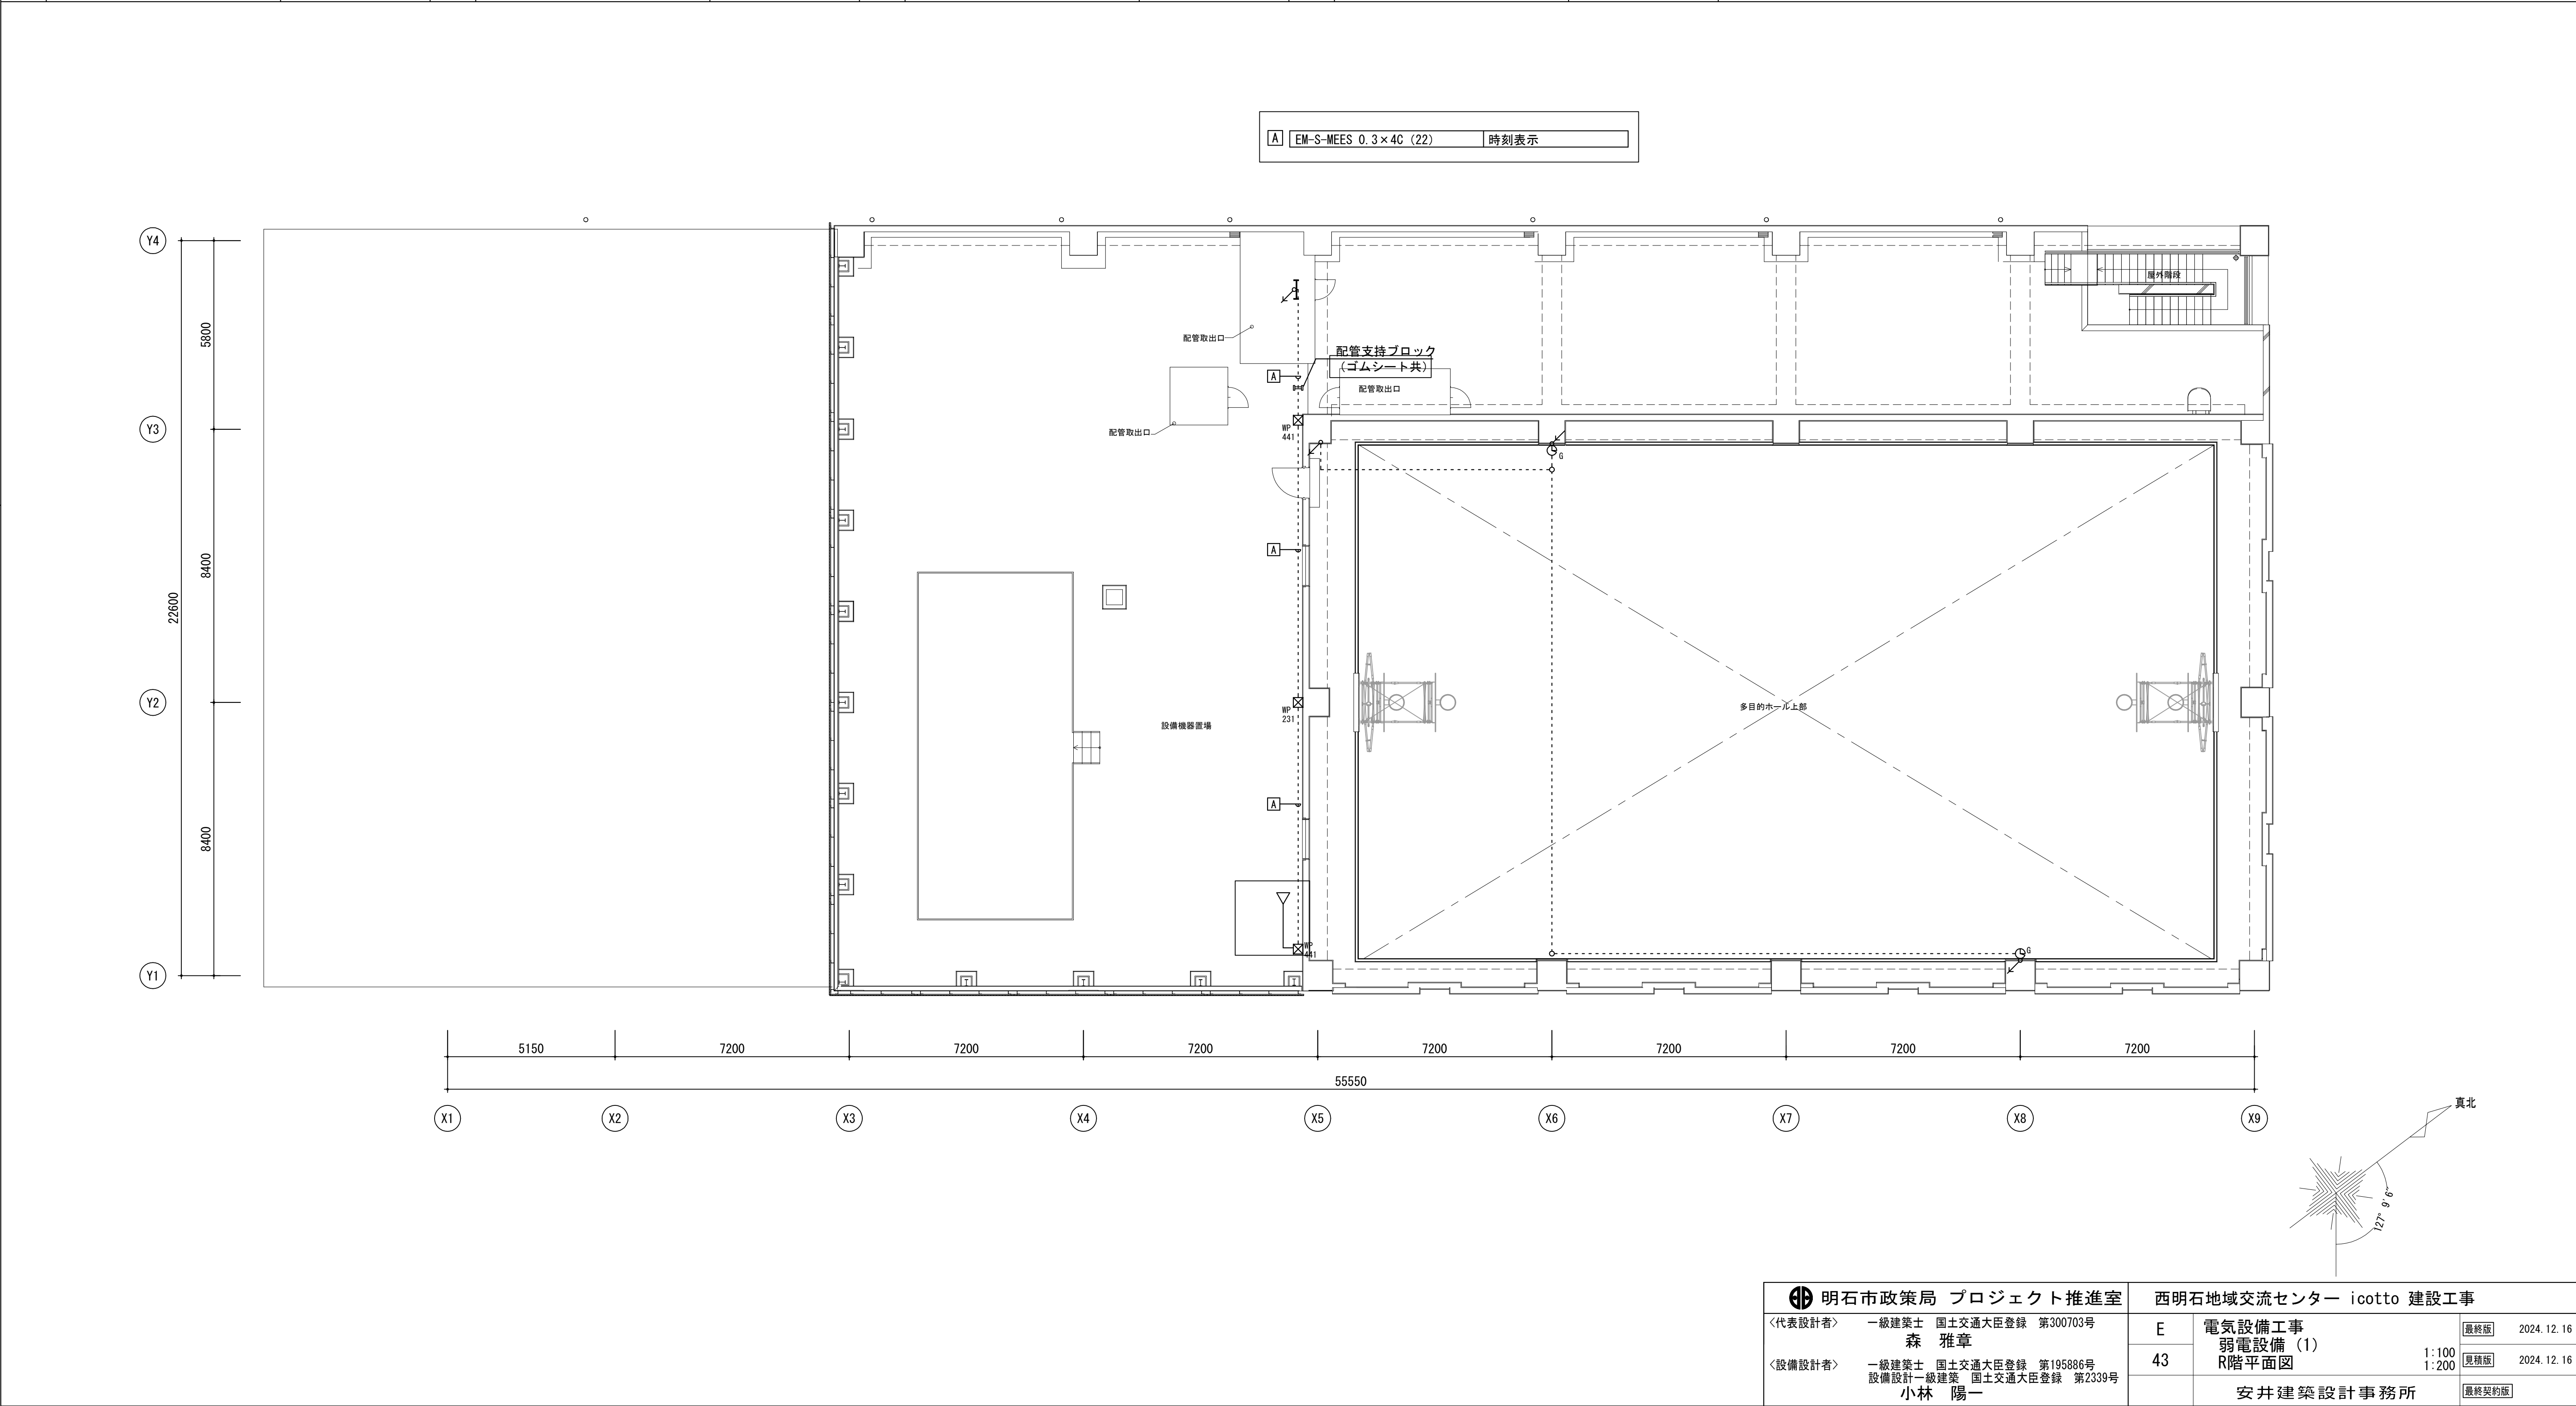 A EM-S-MEES 0.3×4C (22) 時刻表示
Y4
Y3
Y2
Y1
5800
8400
8400
22600
屋外階段
配管取出口
配管支持ブロック
(ゴムシート共)
配管取出口
A
配管取出口
WP
441
G
A
WP
231
設備機器置場
多目的ホール上部
A
WP
441
G
5150 7200 7200 7200 7200 7200 7200 7200
55550
X1 X2 X3 X4 X5 X6 X7 X8 X9
真北
127° 9' 6"
明石市政策局 プロジェクト推進室
西明石地域交流センター icotto 建設工事
〈代表設計者〉 一級建築士 国土交通大臣登録 第300703号
森 雅章
〈設備設計者〉 一級建築士 国土交通大臣登録 第195886号
設備設計一級建築 国土交通大臣登録 第2339号
小林 陽一
E
43
電気設備工事
弱電設備 (1)
R階平面図
1:100
1:200
最終版 2024.12.16
見積版 2024.12.16
安井建築設計事務所
最終契約版